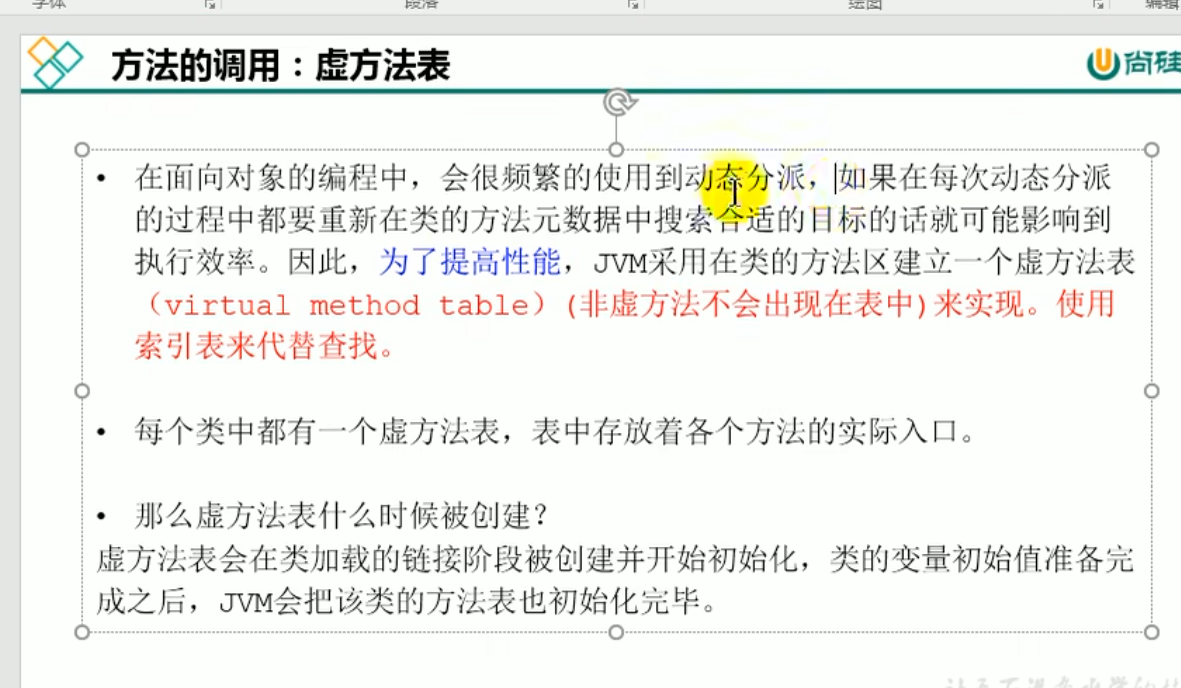 字体 段落 绘图 编辑
方法的调用：虚方法表
尚硅
• 在面向对象的编程中，会很频繁的使用到动态分派，如果在每次动态分派
的过程中都要重新在类的方法元数据中搜索合适的目标的话就可能影响到
执行效率。因此，为了提高性能，JVM采用在类的方法区建立一个虚方法表
（virtual method table）(非虚方法不会出现在表中)来实现。使用
索引表来代替查找。
• 每个类中都有一个虚方法表，表中存放着各个方法的实际入口。
• 那么虚方法表什么时候被创建？
虚方法表会在类加载的链接阶段被创建并开始初始化，类的变量初始值准备完
成之后，JVM会把该类的方法表也初始化完毕。